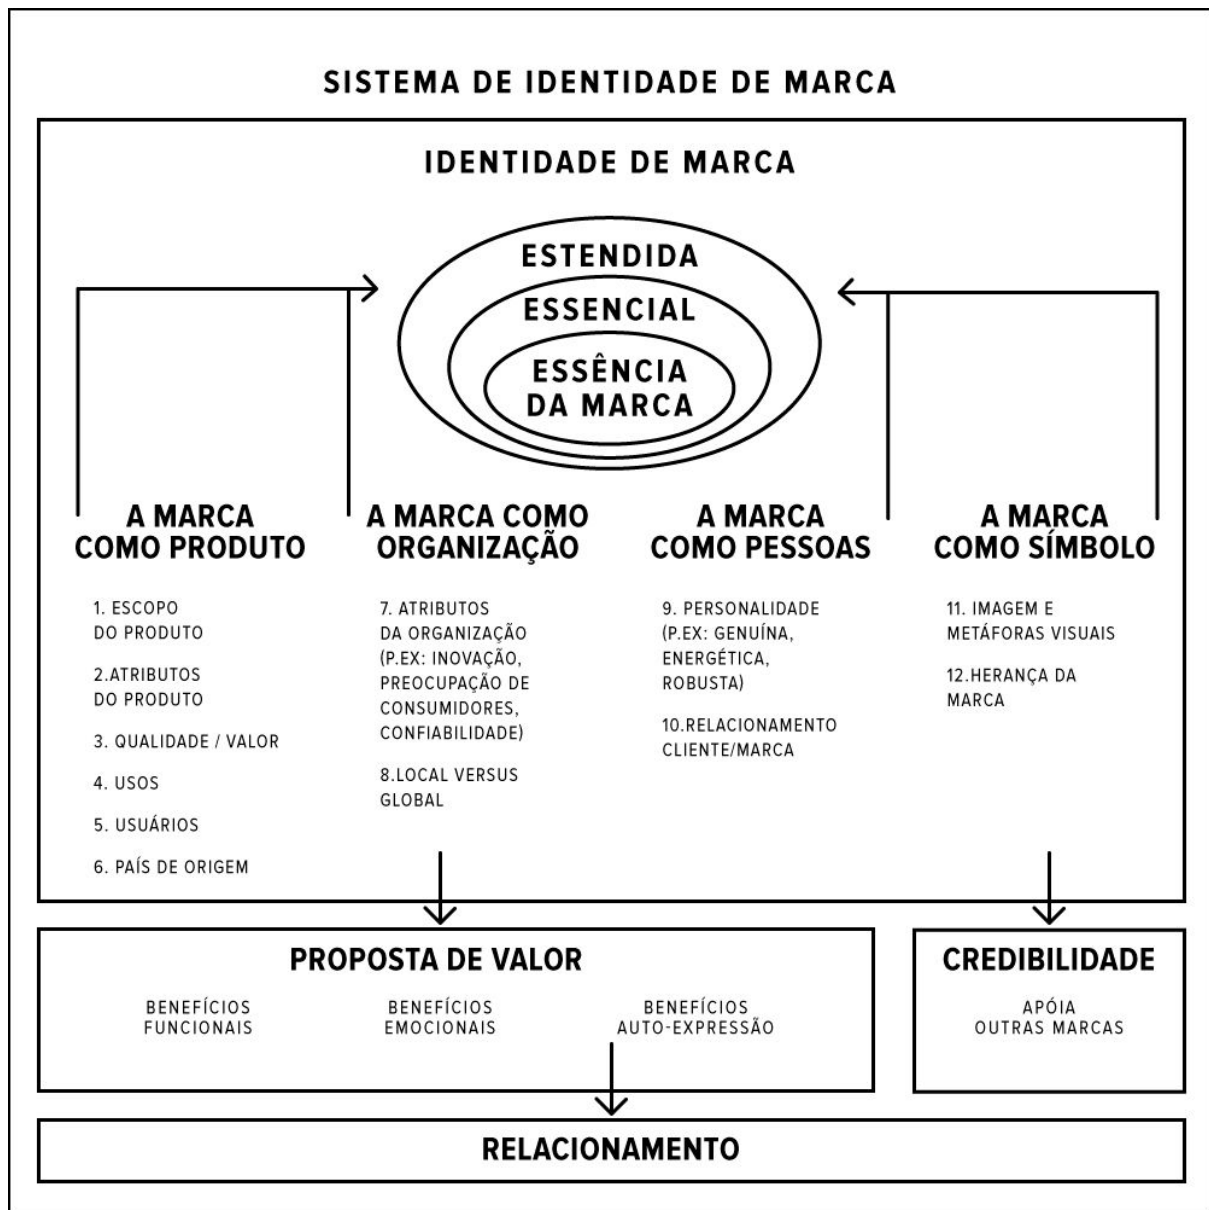 SISTEMA DE IDENTIDADE DE MARCA
IDENTIDADE DE MARCA
ESTENDIDA
ESSENCIAL
ESSÊNCIA
DA MARCA
A MARCA
COMO PRODUTO
1. ESCOPO
DO PRODUTO
2.ATRIBUTOS
DO PRODUTO
3. QUALIDADE / VALOR
4. USOS
5. USUÁRIOS
6. PAÍS DE ORIGEM
A MARCA COMO
ORGANIZAÇÃO
7. ATRIBUTOS
DA ORGANIZAÇÃO
(P.EX: INOVAÇÃO,
PREOCUPAÇÃO DE
CONSUMIDORES,
CONFIABILIDADE)
8.LOCAL VERSUS
GLOBAL
A MARCA
COMO PESSOAS
9. PERSONALIDADE
(P.EX: GENUÍNA,
ENERGÉTICA,
ROBUSTA)
10.RELACIONAMENTO
CLIENTE/MARCA
A MARCA
COMO SÍMBOLO
11. IMAGEM E
METÁFORAS VISUAIS
12.HERANÇA DA
MARCA
PROPOSTA DE VALOR
BENEFÍCIOS
FUNCIONAIS
BENEFÍCIOS
EMOCIONAIS
BENEFÍCIOS
AUTO-EXPRESSÃO
CREDIBILIDADE
APÓIA
OUTRAS MARCAS
RELACIONAMENTO